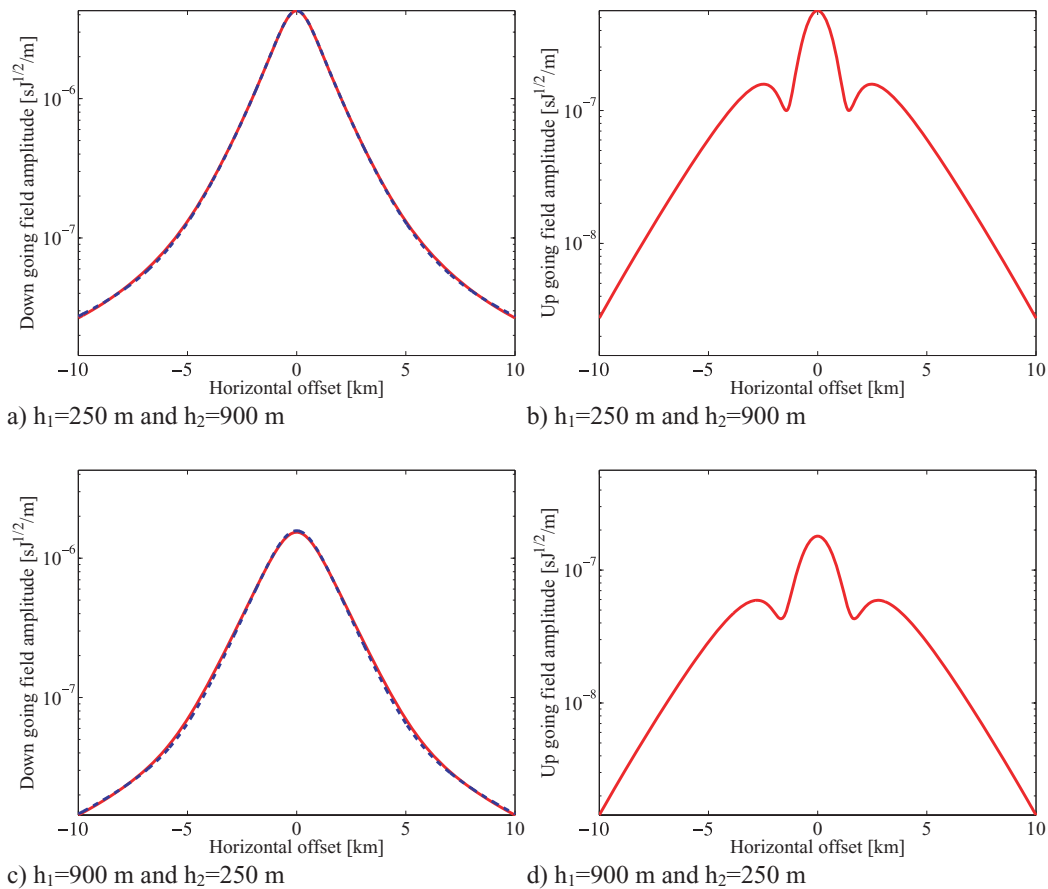 Down going field amplitude [sJ^{1/2}/m]
10^{−6}
10^{−7}
−10 −5 0 5 10
Horizontal offset [km]
a) h₁=250 m and h₂=900 m
Up going field amplitude [sJ^{1/2}/m]
10^{−7}
10^{−8}
−10 −5 0 5 10
Horizontal offset [km]
b) h₁=250 m and h₂=900 m
Down going field amplitude [sJ^{1/2}/m]
10^{−6}
10^{−7}
−10 −5 0 5 10
Horizontal offset [km]
c) h₁=900 m and h₂=250 m
Up going field amplitude [sJ^{1/2}/m]
10^{−7}
10^{−8}
−10 −5 0 5 10
Horizontal offset [km]
d) h₁=900 m and h₂=250 m